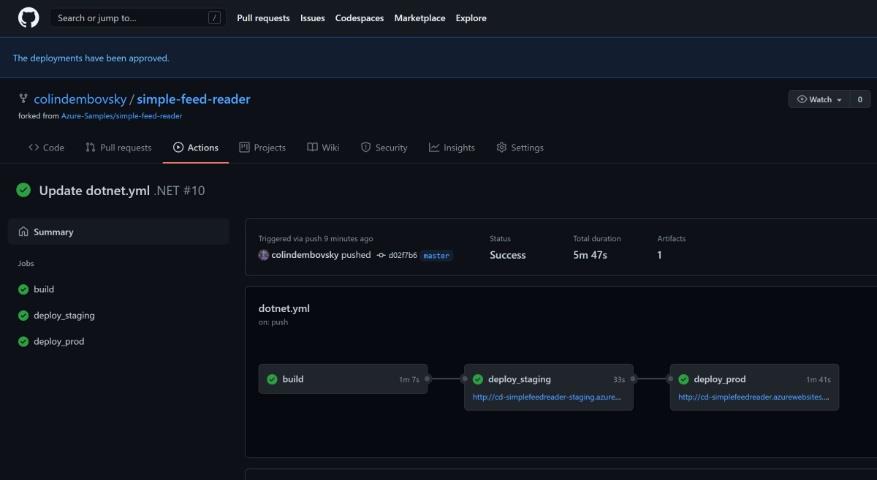 Search or jump to... / Pull requests Issues Codespaces Marketplace Explore
The deployments have been approved.
colindembovsky / simple-feed-reader Watch 0
forked from Azure-Samples/simple-feed-reader
Code Pull requests Actions Projects Wiki Security Insights Settings
Update dotnet.yml .NET #10
Summary
Jobs
build
deploy_staging
deploy_prod
Triggered via push 9 minutes ago Status Total duration Artifacts
colindembovsky pushed d02f7b6 master Success 5m 47s 1
dotnet.yml
on: push
build 1m 7s deploy_staging 33s deploy_prod 1m 41s
http://cd-simplefeedreader-staging.azure... http://cd-simplefeedreader.azurewebsites....